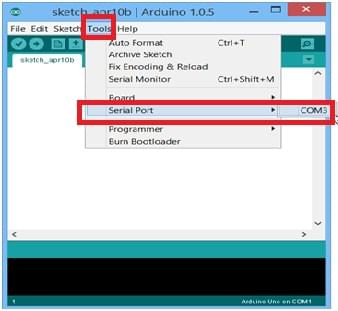 sketch_apr10b | Arduino 1.0.5
File Edit Sketch Tools Help
sketch_apr10b
Auto Format Ctrl+T
Archive Sketch
Fix Encoding & Reload
Serial Monitor Ctrl+Shift+M
Board
Serial Port COM3
Programmer
Burn Bootloader
1 Arduino Uno on COM1